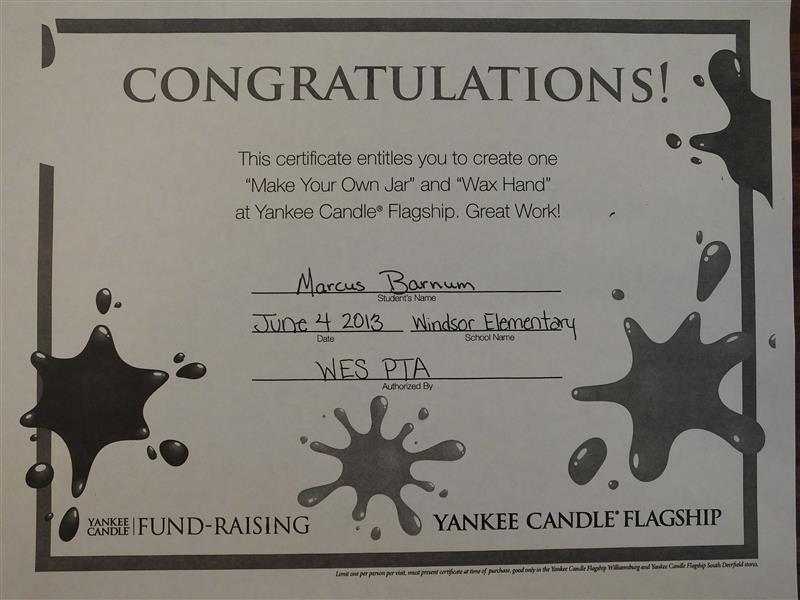 CONGRATULATIONS!
This certificate entitles you to create one
“Make Your Own Jar” and “Wax Hand”
at Yankee Candle® Flagship. Great Work!
Marcus Barnum
Student's Name
June 4 2013 Windsor Elementary
Date School Name
WES PTA
Authorized By
YANKEE CANDLE® | FUND-RAISING
YANKEE CANDLE® FLAGSHIP
Limit one per person per visit, must present certificate at time of purchase, good only in the Yankee Candle Flagship Williamsburg and Yankee Candle Flagship South Deerfield stores.